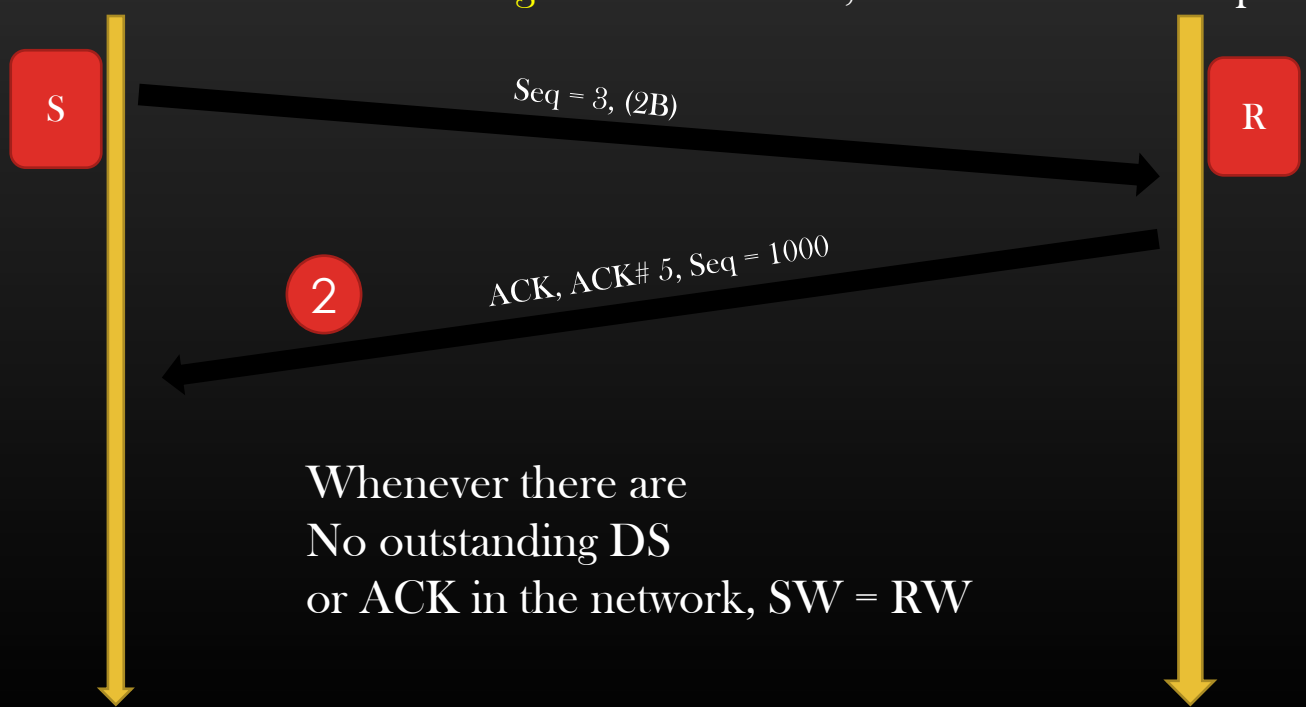 S
Seq = 3, (2B)
R
ACK, ACK# 5, Seq = 1000
2
Whenever there are
No outstanding DS
or ACK in the network, SW = RW